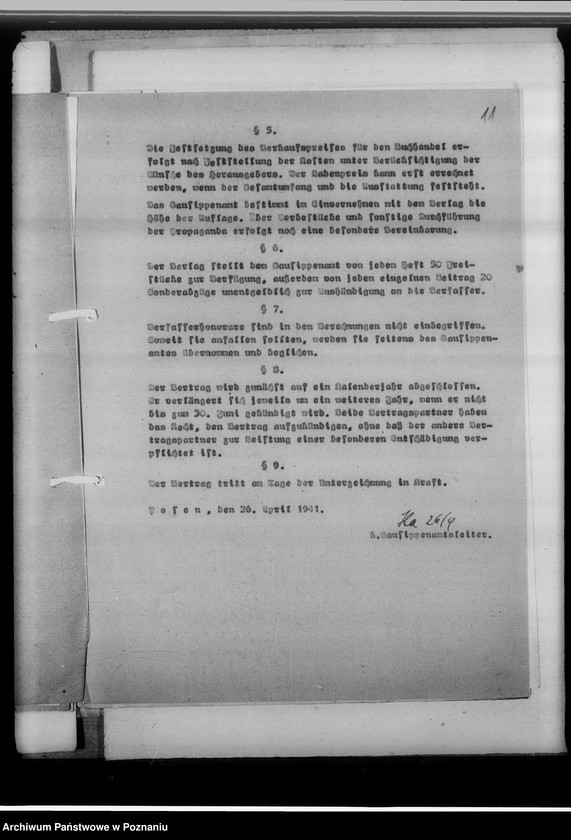 11
§ 5.
Die Festsetzung des Verkaufspreises für den Buchhandel er-
folgt nach Feststellung der Kosten unter Berücksichtigung der
Wünsche des Herausgebers. Der Ladenpreis kann erst errechnet
werden, wenn der Gesamtumfang und die Ausstattung feststeht.
Das Gausippenamt bestimmt im Einvernehmen mit dem Verlag die
Höhe der Auflage. Über Werbestücke und sonstige Durchführung
der Propaganda erfolgt noch eine besondere Vereinbarung.
§ 6.
Der Verlag stellt dem Gausippenamt von jedem Heft 50 Frei-
stücke zur Verfügung, außerdem von jedem einzelnen Beitrag 20
Sonderabzüge unentgeldlich zur Aushändigung an die Verfasser.
§ 7.
Verfasserhonorare sind in den Berechnungen nicht einbegriffen.
Soweit sie anfallen sollten, werden sie seitens des Gausippen-
amtes übernommen und beglichen.
§ 8.
Der Vertrag wird zunächst auf ein Kalenderjahr abgeschlossen.
Er verlängert sich jeweils um ein weiteres Jahr, wenn er nicht
bis zum 30. Juni gekündigt wird. Beide Vertragspartner haben
das Recht, den Vertrag aufzukündigen, ohne daß der andere Ver-
tragspartner zur Leistung einer besonderen Entschädigung ver-
pflichtet ist.
§ 9.
Der Vertrag tritt am Tage der Unterzeichnung in Kraft.
P o s e n , den 26. April 1941.
26/4
k.Gausippenamtsleiter.
Archiwum Państwowe w Poznaniu